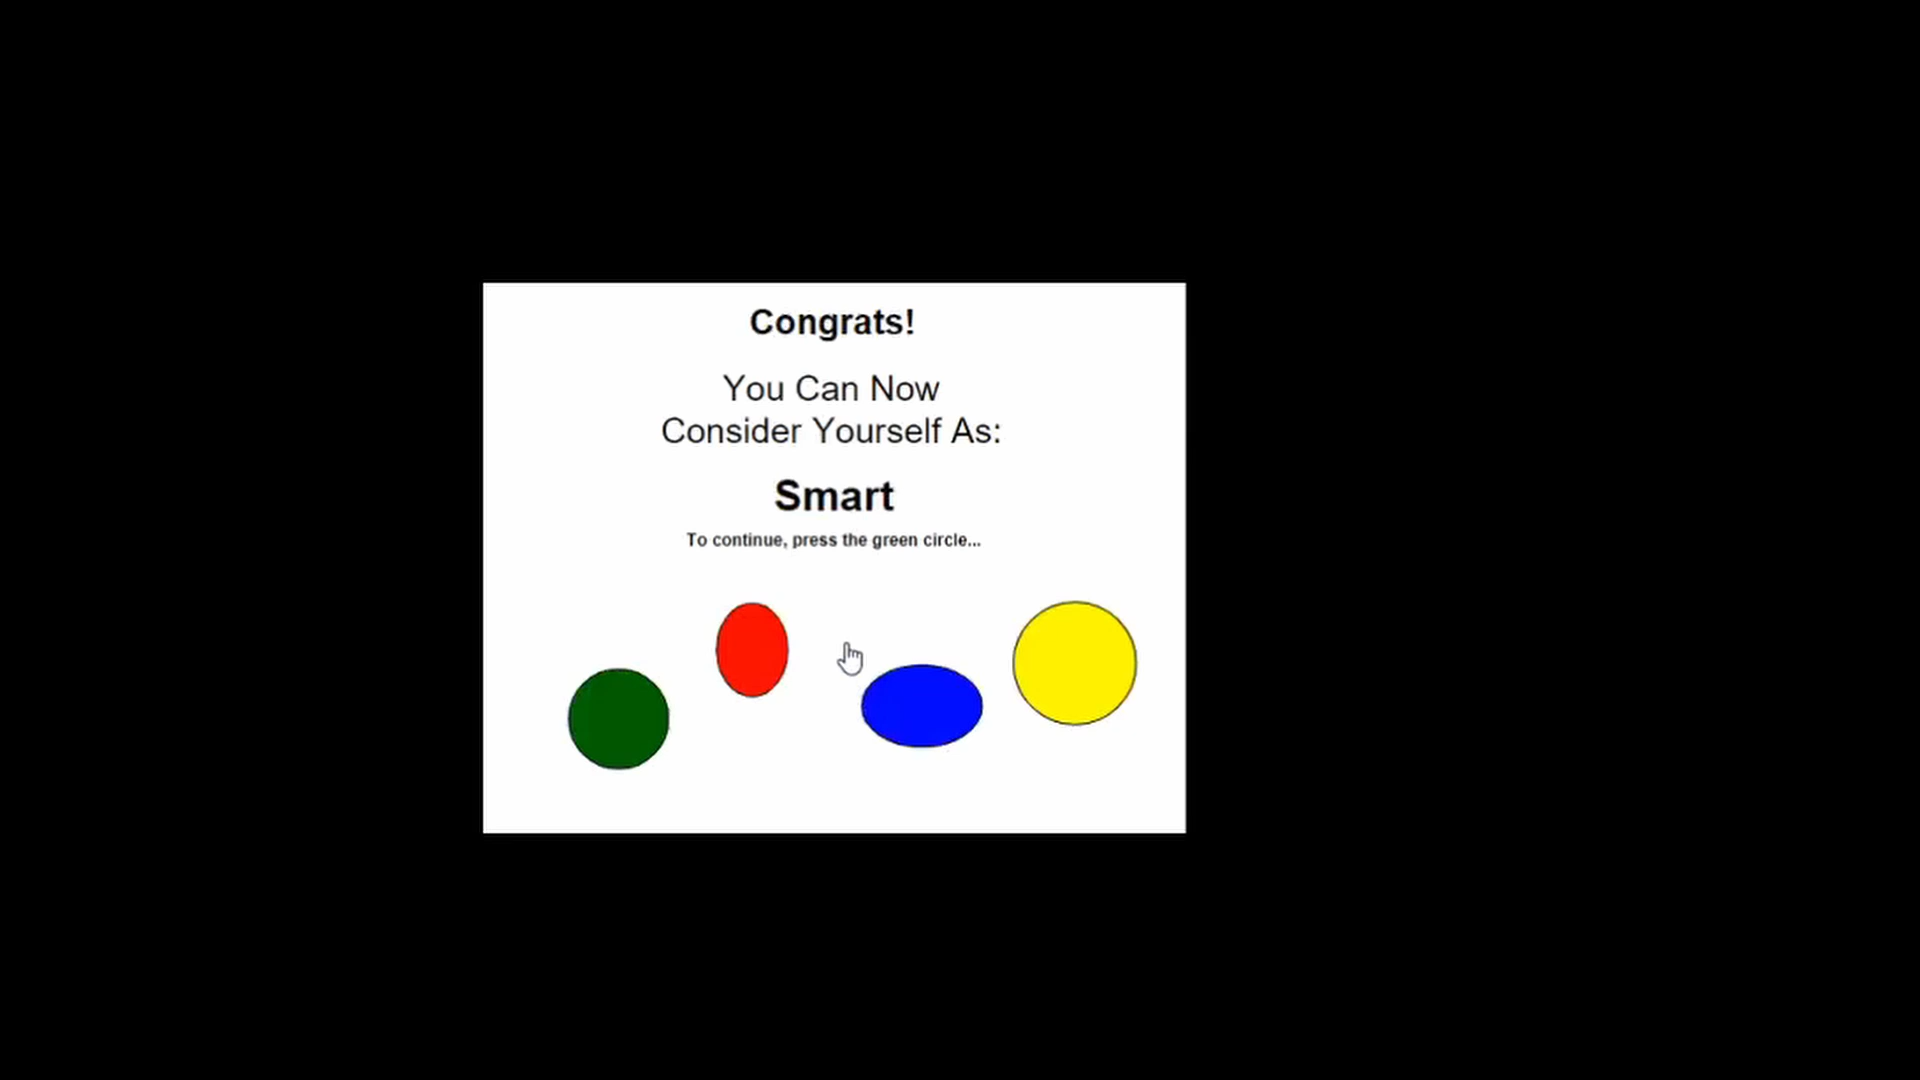 Congrats!
You Can Now
Consider Yourself As:
Smart
To continue, press the green circle...